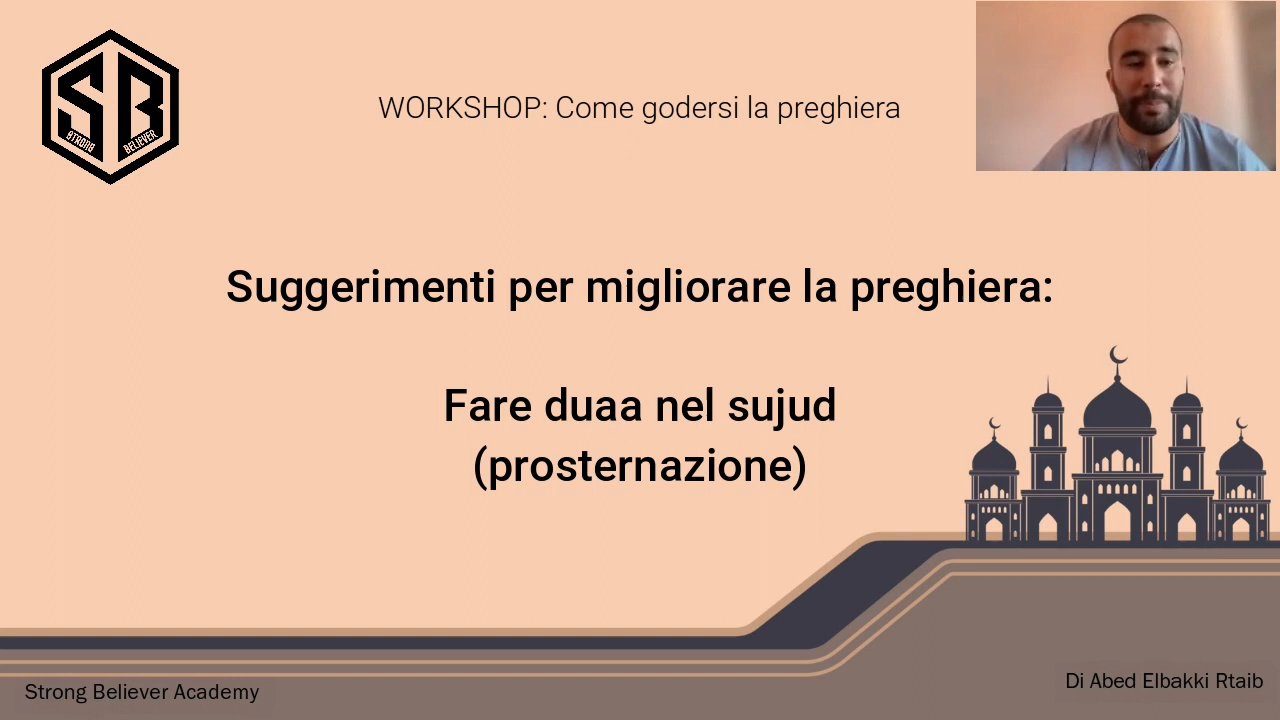 SB
STRONG BELIEVER
WORKSHOP: Come godersi la preghiera
Suggerimenti per migliorare la preghiera:
Fare duaa nel sujud
(prosternazione)
Strong Believer Academy
Di Abed Elbakki Rtaib